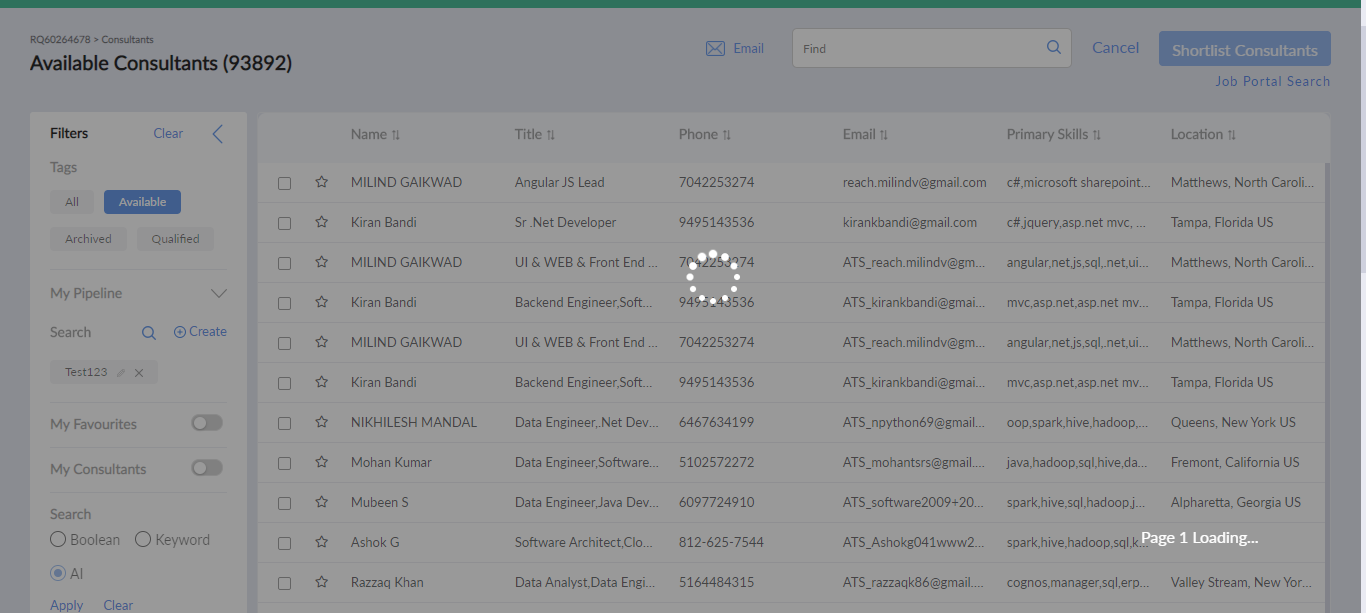 RQ60264678 > Consultants
Available Consultants (93892)
Email
Find
Cancel
Shortlist Consultants
Job Portal Search
Filters Clear
Tags
All Available
Archived Qualified
My Pipeline
Search Create
Test123
My Favourites
My Consultants
Search
Boolean Keyword
AI
Apply Clear
Name Title Phone Email Primary Skills Location
MILIND GAIKWAD Angular JS Lead 7042253274 reach.milindv@gmail.com c#,microsoft sharepoint... Matthews, North Caroli...
Kiran Bandi Sr .Net Developer 9495143536 kirankbandi@gmail.com c#,jquery,asp.net mvc, ... Tampa, Florida US
MILIND GAIKWAD UI & WEB & Front End ... 7042253274 ATS_reach.milindv@gm... angular,net,js,sql,.net,ui... Matthews, North Caroli...
Kiran Bandi Backend Engineer,Soft... 9495143536 ATS_kirankbandi@gmai... mvc,asp.net,asp.net mv... Tampa, Florida US
MILIND GAIKWAD UI & WEB & Front End ... 7042253274 ATS_reach.milindv@gm... angular,net,js,sql,.net,ui... Matthews, North Caroli...
Kiran Bandi Backend Engineer,Soft... 9495143536 ATS_kirankbandi@gmai... mvc,asp.net,asp.net mv... Tampa, Florida US
NIKHILESH MANDAL Data Engineer,.Net Dev... 6467634199 ATS_npython69@gmail.... oop,spark,hive,hadoop,... Queens, New York US
Mohan Kumar Data Engineer,Software... 5102572272 ATS_mohantsrs@gmail.... java,hadoop,sql,hive,da... Fremont, California US
Mubeen S Data Engineer,Java Dev... 6097724910 ATS_software2009+20... spark,hive,sql,hadoop,j... Alpharetta, Georgia US
Ashok G Software Architect,Clo... 812-625-7544 ATS_Ashokg041www2... spark,hive,hadoop,sql,k...
Page 1 Loading...
Razzaq Khan Data Analyst,Data Engi... 5164484315 ATS_razzaqk86@gmail.... cognos,manager,sql,erp... Valley Stream, New Yor...